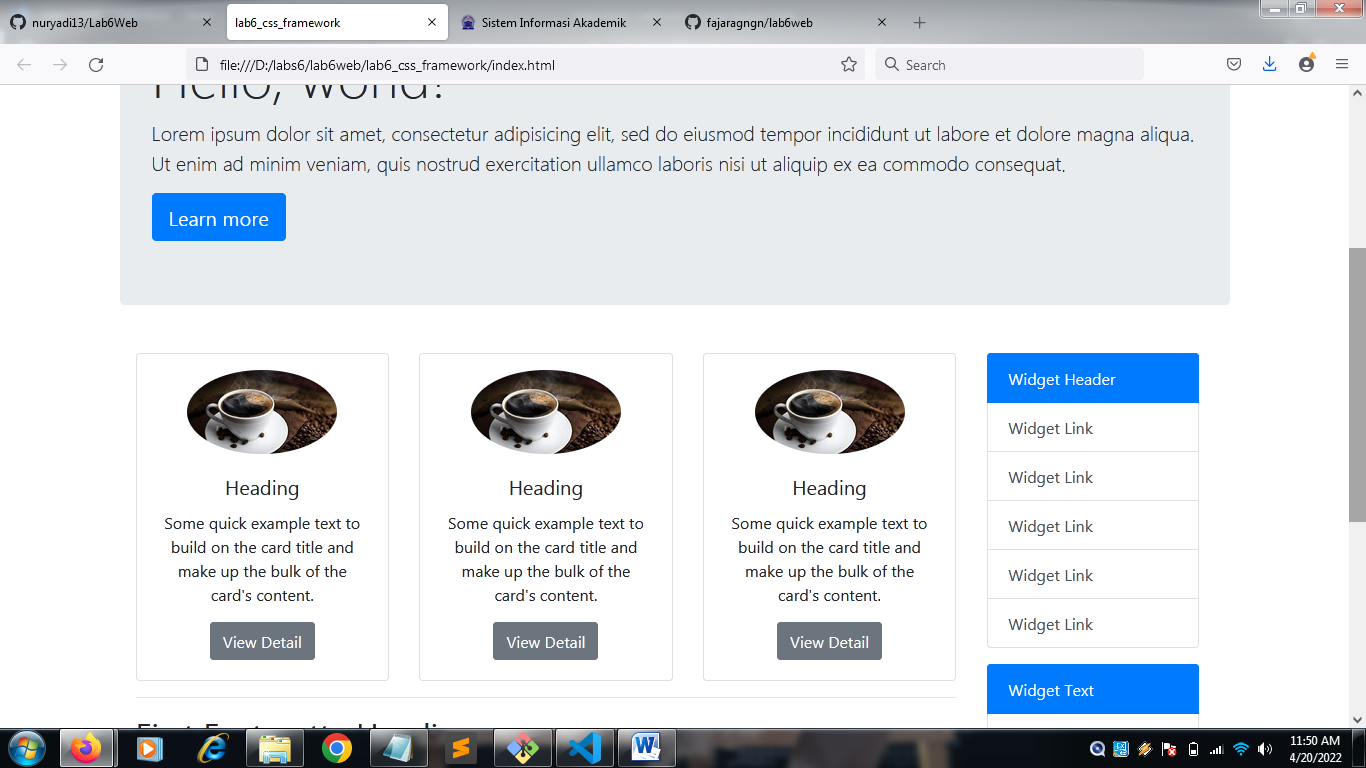 nuryadi13/Lab6Web
lab6_css_framework
Sistem Informasi Akademik
fajaragngn/lab6web
file:///D:/labs6/lab6web/lab6_css_framework/index.html
Search
Hello, world!
Lorem ipsum dolor sit amet, consectetur adipisicing elit, sed do eiusmod tempor incididunt ut labore et dolore magna aliqua.
Ut enim ad minim veniam, quis nostrud exercitation ullamco laboris nisi ut aliquip ex ea commodo consequat.
Learn more
Heading
Some quick example text to
build on the card title and
make up the bulk of the
card's content.
View Detail
Heading
Some quick example text to
build on the card title and
make up the bulk of the
card's content.
View Detail
Heading
Some quick example text to
build on the card title and
make up the bulk of the
card's content.
View Detail
Widget Header
Widget Link
Widget Link
Widget Link
Widget Link
Widget Link
Widget Text
11:50 AM
4/20/2022